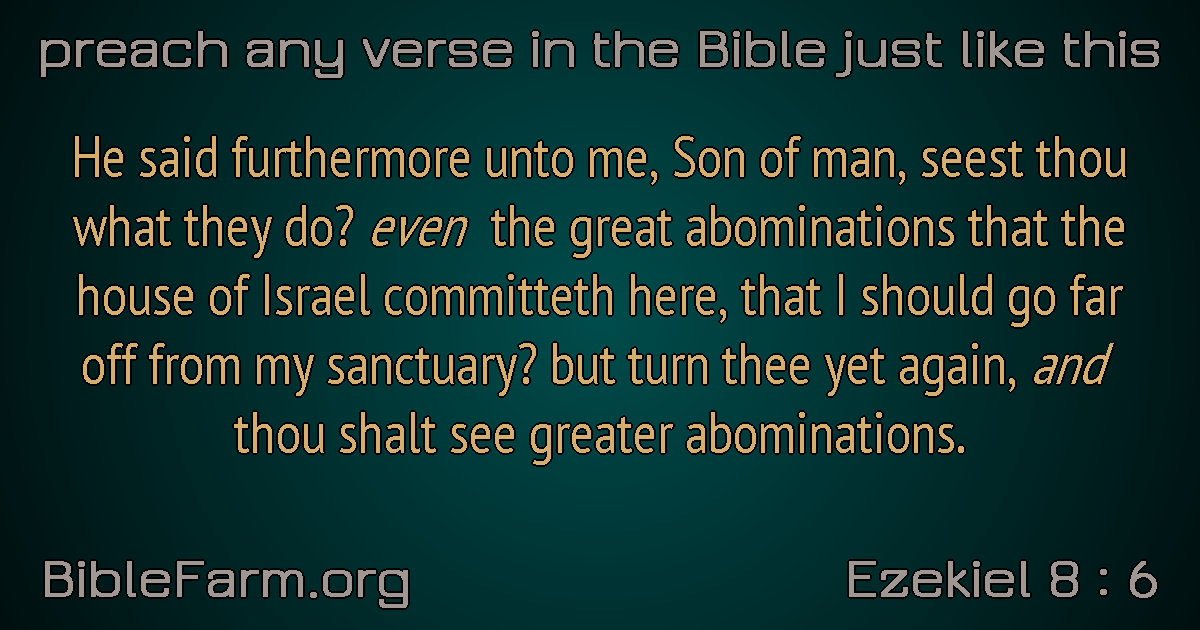 preach any verse in the Bible just like this
He said furthermore unto me, Son of man, seest thou
what they do? even the great abominations that the
house of Israel committeth here, that I should go far
off from my sanctuary? but turn thee yet again, and
thou shalt see greater abominations.
BibleFarm.org
Ezekiel 8 : 6